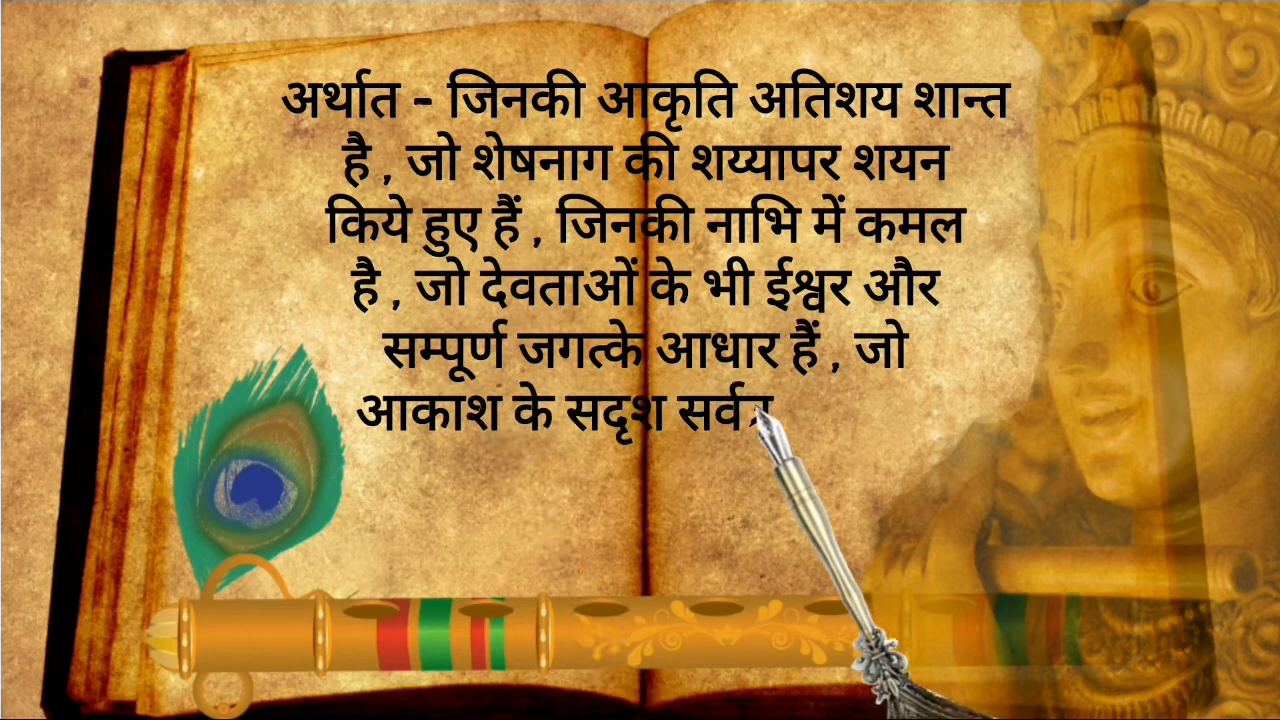 अर्थात - जिनकी आकृति अतिशय शान्त
है , जो शेषनाग की शय्यापर शयन
किये हुए हैं , जिनकी नाभि में कमल
है , जो देवताओं के भी ईश्वर और
सम्पूर्ण जगत्के आधार हैं , जो
आकाश के सदृश